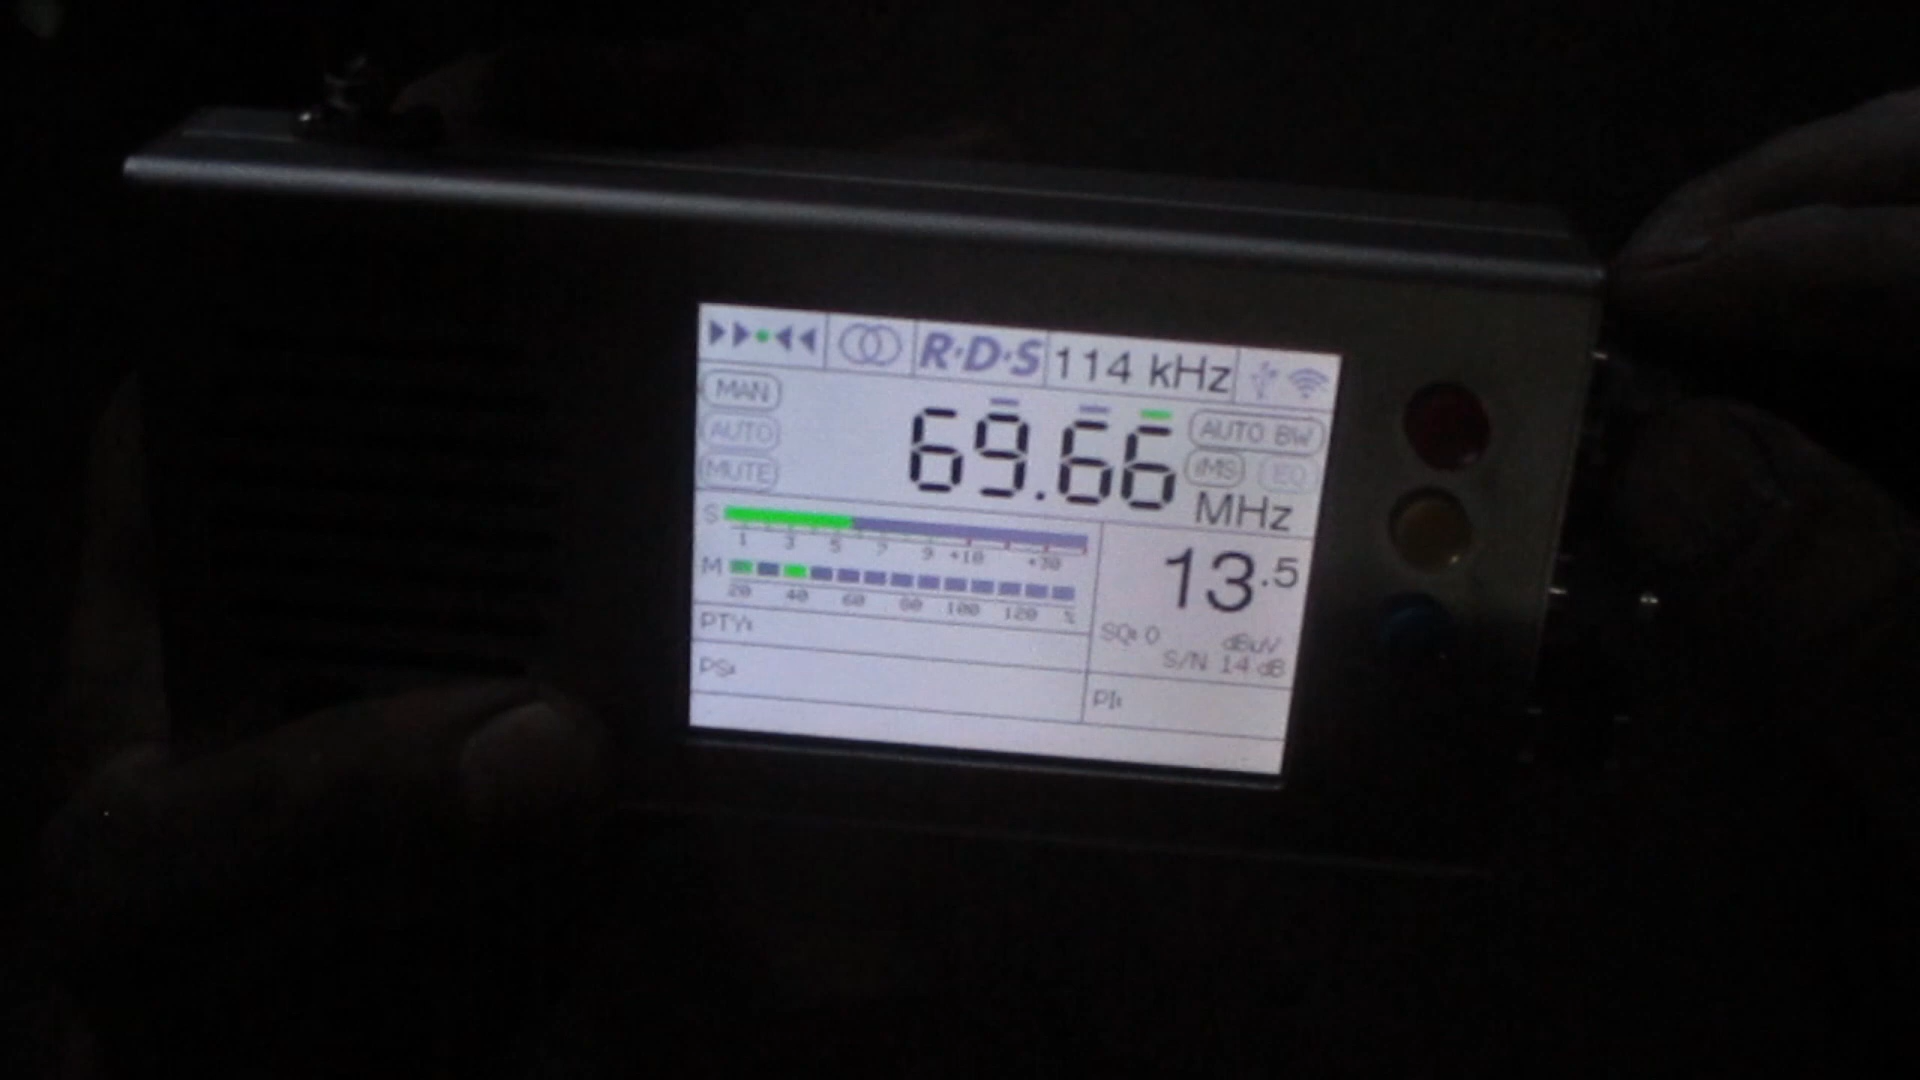 R·D·S 114 kHz
MAN
AUTO
MUTE
69.66
MHz
AUTO BW
iMS EQ
S
1 3 5 7 9 +10 +30
M
20 40 60 80 100 120 %
13.5
SQ: 0 dBuV
S/N 14 dB
PTY:
PS:
PI: